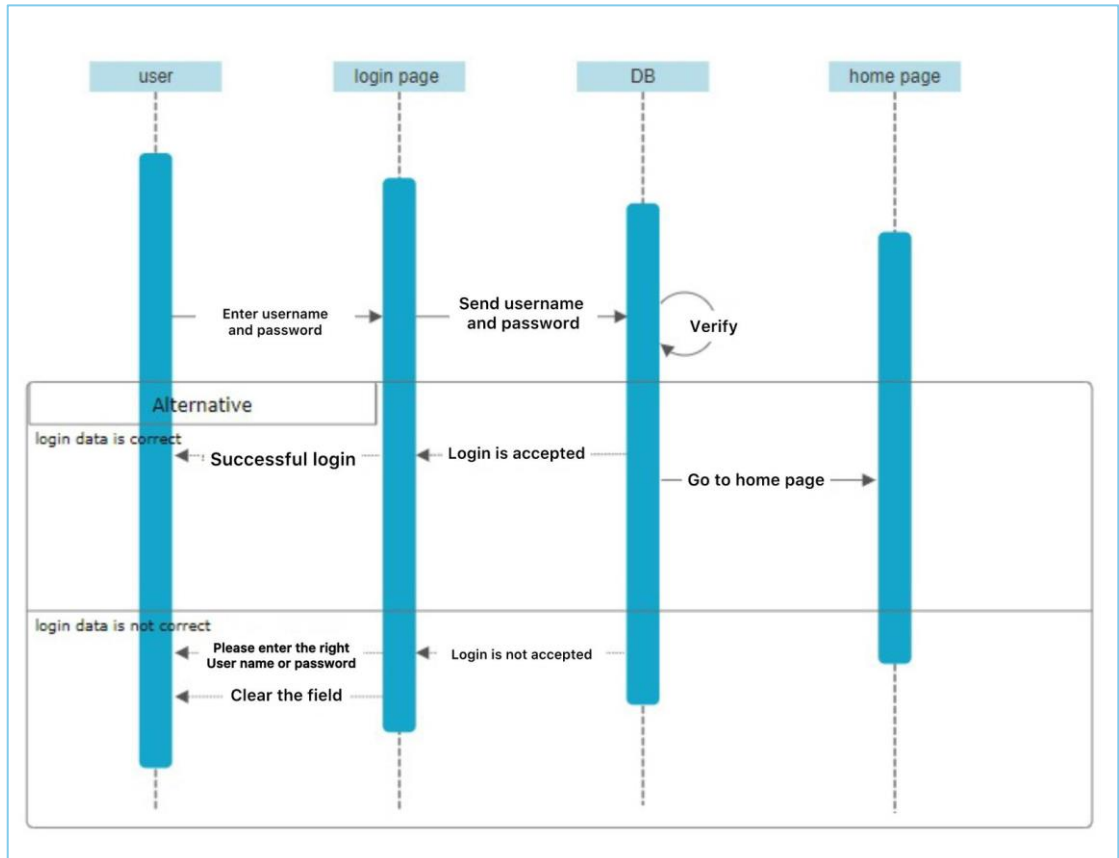 user
login page
DB
home page
Enter username
and password
Send username
and password
Verify
Alternative
login data is correct
Successful login
Login is accepted
Go to home page
login data is not correct
Please enter the right
User name or password
Login is not accepted
Clear the field